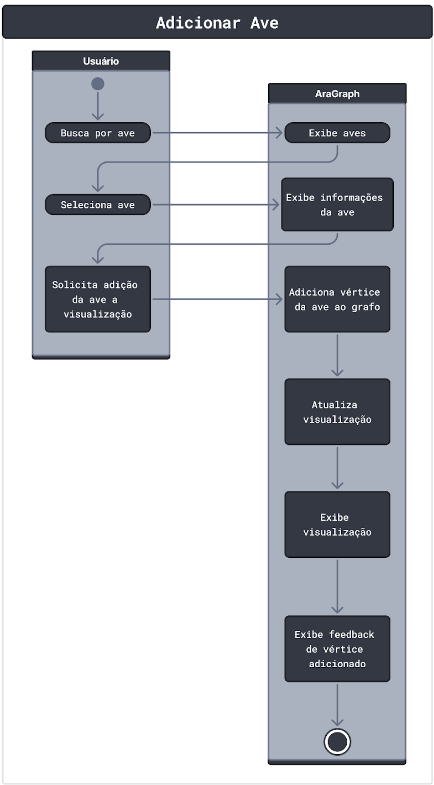 Adicionar Ave
Usuário
AraGraph
Busca por ave
Exibe aves
Seleciona ave
Exibe informações
da ave
Solicita adição
da ave a
visualização
Adiciona vértice
da ave ao grafo
Atualiza
visualização
Exibe
visualização
Exibe feedback
de vértice
adicionado